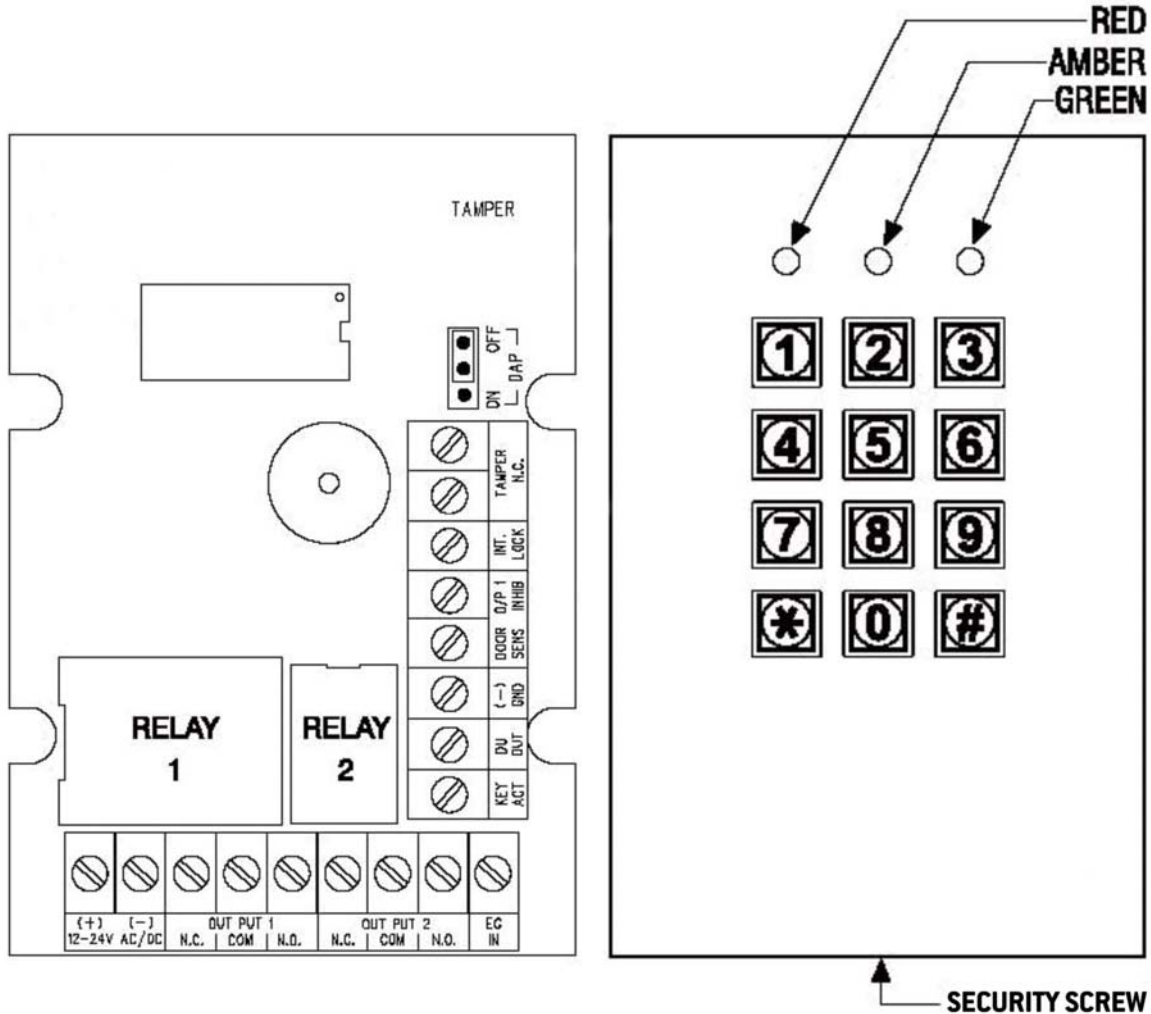 RED
AMBER
GREEN
TAMPER
OFF
DAP
ON
TAMPER
N.C.
INT.
LOCK
O/P 1
INHIB
DOOR
SENS
(-)
GND
DU
OUT
KEY
ACT
RELAY
1
RELAY
2
(+)
12-24V
(-)
AC/DC
OUT PUT 1
N.C. | COM | N.O.
OUT PUT 2
N.C. | COM | N.O.
EG
IN
1 2 3
4 5 6
7 8 9
* 0 #
SECURITY SCREW